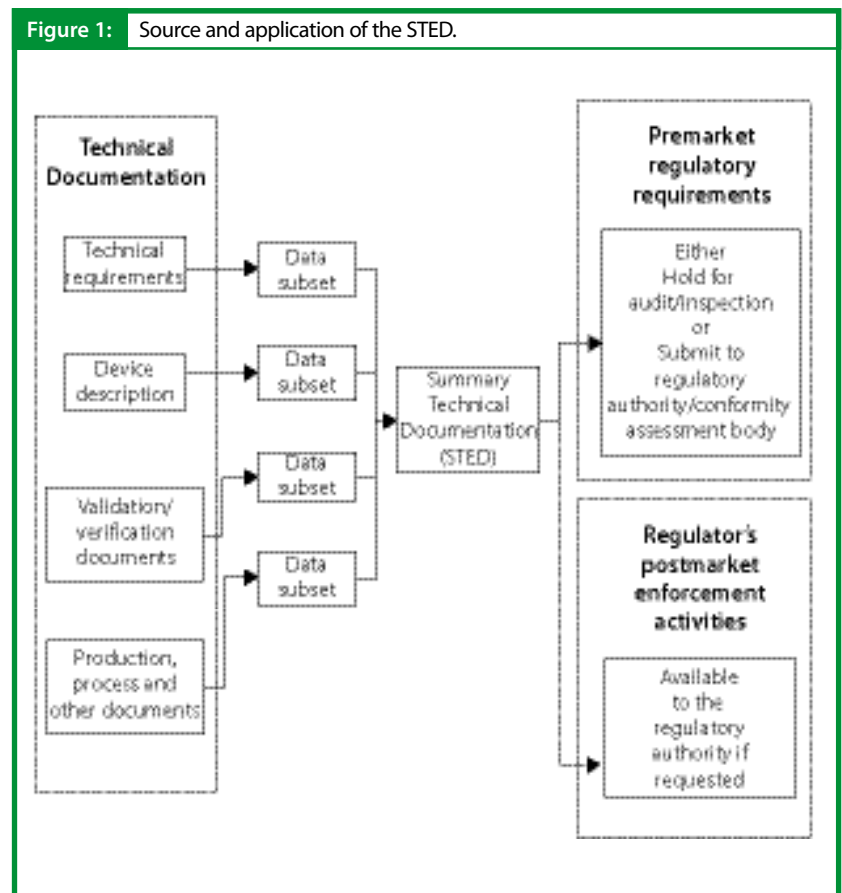 Figure 1: Source and application of the STED.
Technical
Documentation
Technical
requirements
Device
description
Validation/
verification
documents
Production,
process and
other documents
Data
subset
Data
subset
Data
subset
Data
subset
Summary
Technical
Documentation
(STED)
Premarket
regulatory
requirements
Either
Hold for
audit/inspection
or
Submit to
regulatory
authority/conformity
assessment body
Regulator's
postmarket
enforcement
activities
Available
to the
regulatory
authority if
requested